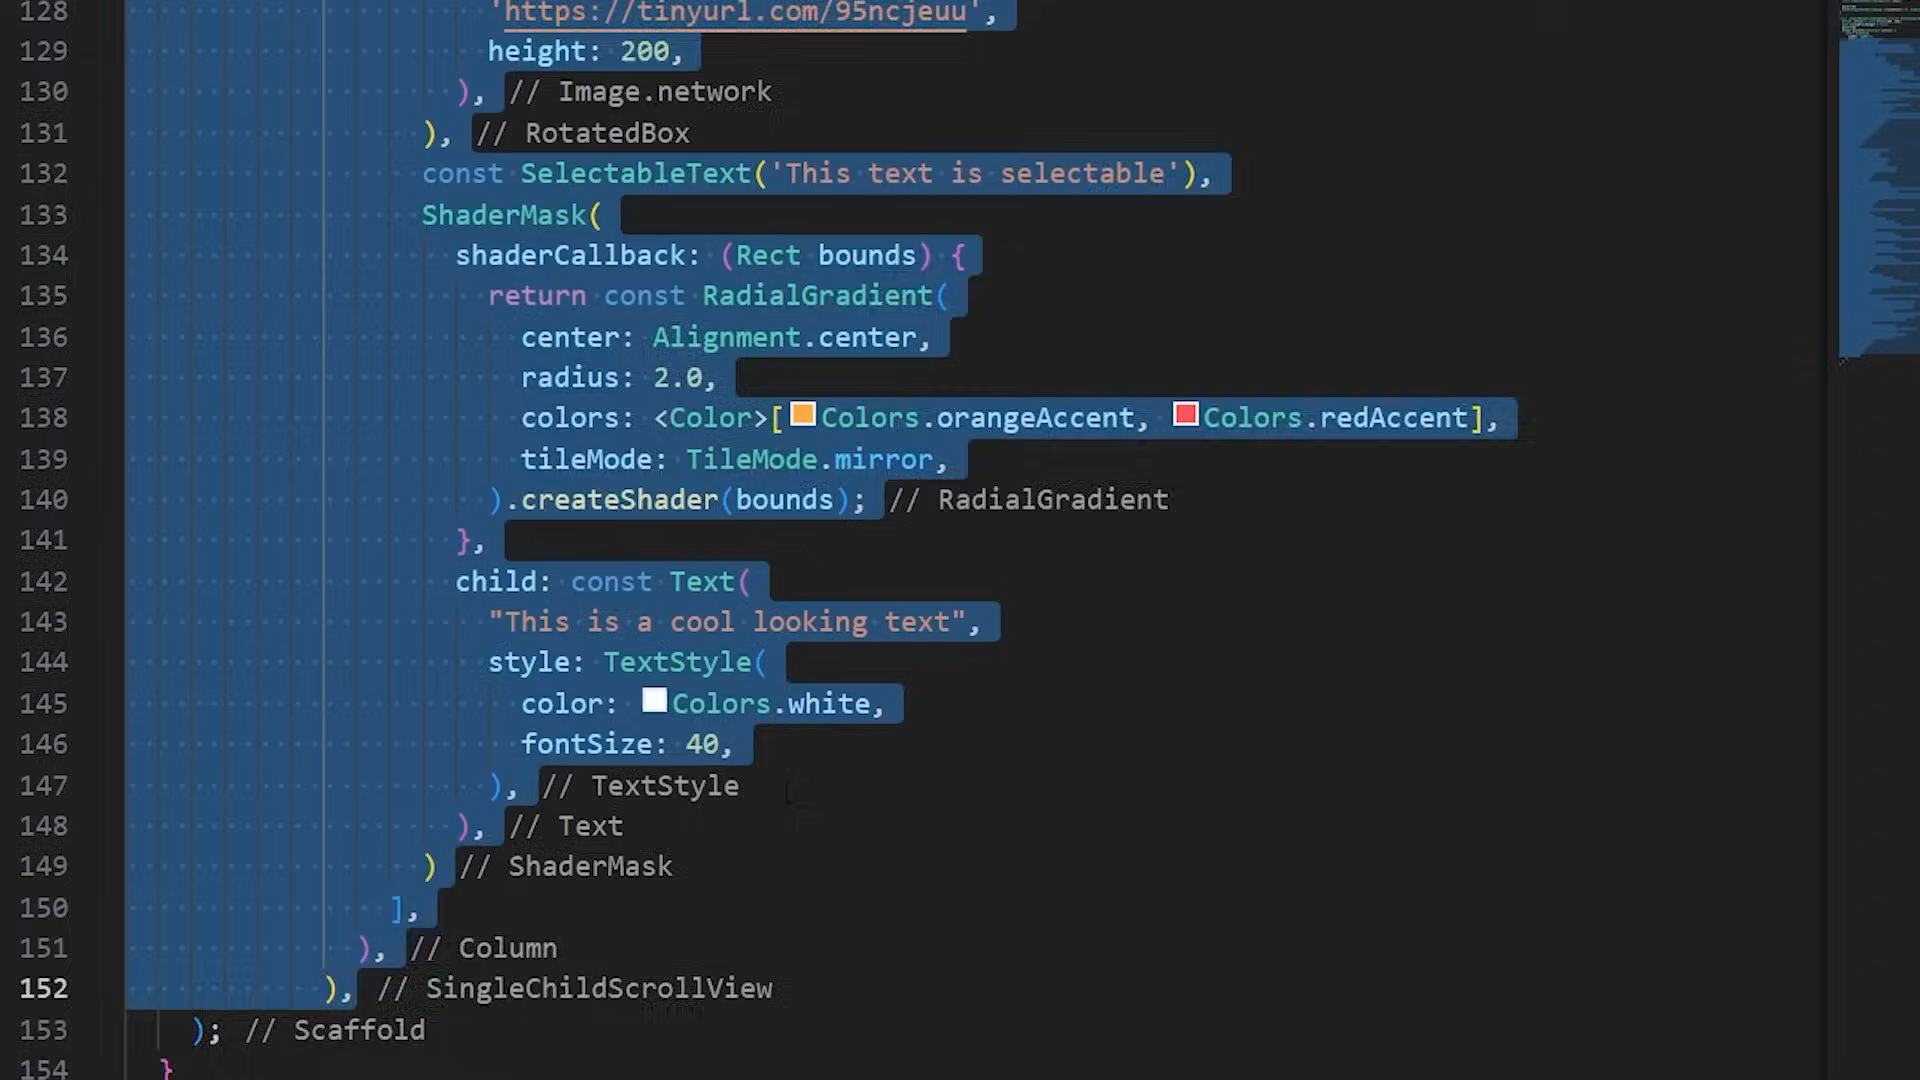 128 'https://tinyurl.com/95ncjeuu',
129 height: 200,
130 ), // Image.network
131 ), // RotatedBox
132 const SelectableText('This text is selectable'),
133 ShaderMask(
134 shaderCallback: (Rect bounds) {
135 return const RadialGradient(
136 center: Alignment.center,
137 radius: 2.0,
138 colors: <Color>[Colors.orangeAccent, Colors.redAccent],
139 tileMode: TileMode.mirror,
140 ).createShader(bounds); // RadialGradient
141 },
142 child: const Text(
143 "This is a cool looking text",
144 style: TextStyle(
145 color: Colors.white,
146 fontSize: 40,
147 ), // TextStyle
148 ), // Text
149 ) // ShaderMask
150 ],
151 ), // Column
152 ), // SingleChildScrollView
153 ); // Scaffold
154 }